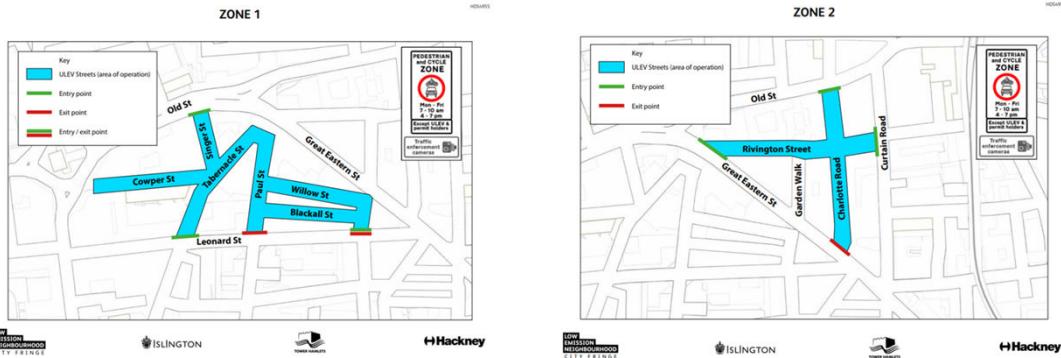 ZONE 1
Key
ULEV Streets (area of operation)
Entry point
Exit point
Entry / exit point
PEDESTRIAN
and CYCLE
ZONE
Mon - Fri
7 - 10 am
4 - 7 pm
Except ULEV &
permit holders
Traffic
enforcement
cameras
Old St
Singer St
Tabernacle St
Great Eastern St
Cowper St
Paul St
Willow St
Blackall St
Leonard St
ISLINGTON
TOWER HAMLETS
Hackney
ZONE 2
Key
ULEV Streets (area of operation)
Entry point
Exit point
PEDESTRIAN
and CYCLE
ZONE
Mon - Fri
7 - 10 am
4 - 7 pm
Except ULEV &
permit holders
Traffic
enforcement
cameras
Old St
Rivington Street
Curtain Road
Great Eastern St
Garden Walk
Charlotte Road
LOW
EMISSION
NEIGHBOURHOOD
CITY FRINGE
ISLINGTON
TOWER HAMLETS
Hackney